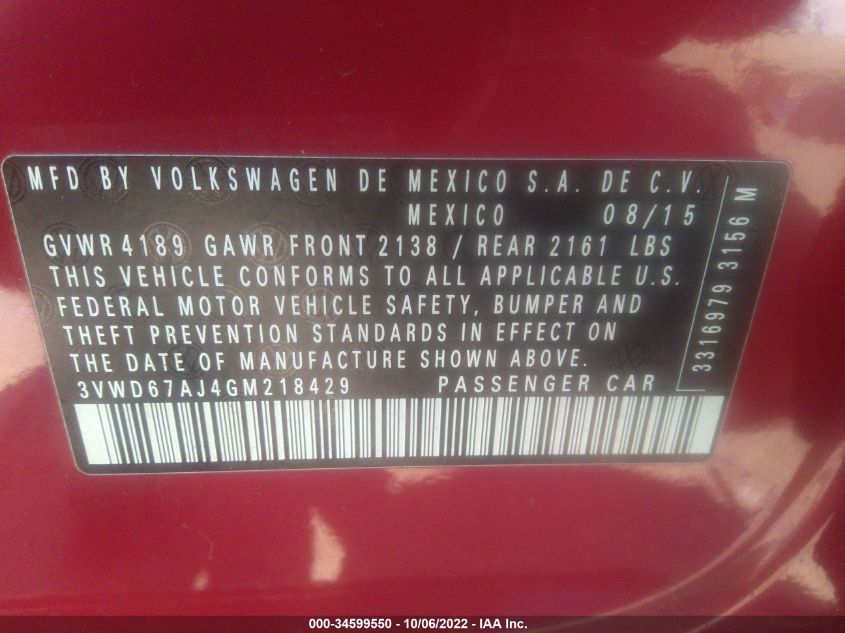 MFD BY VOLKSWAGEN DE MEXICO S.A. DE C.V.
MEXICO 08/15
GVWR 4189 GAWR FRONT 2138 / REAR 2161 LBS
THIS VEHICLE CONFORMS TO ALL APPLICABLE U.S.
FEDERAL MOTOR VEHICLE SAFETY, BUMPER AND
THEFT PREVENTION STANDARDS IN EFFECT ON
THE DATE OF MANUFACTURE SHOWN ABOVE.
3VWD67AJ4GM218429 PASSENGER CAR
3316979 3156 M
000-34599550 - 10/06/2022 - IAA Inc.